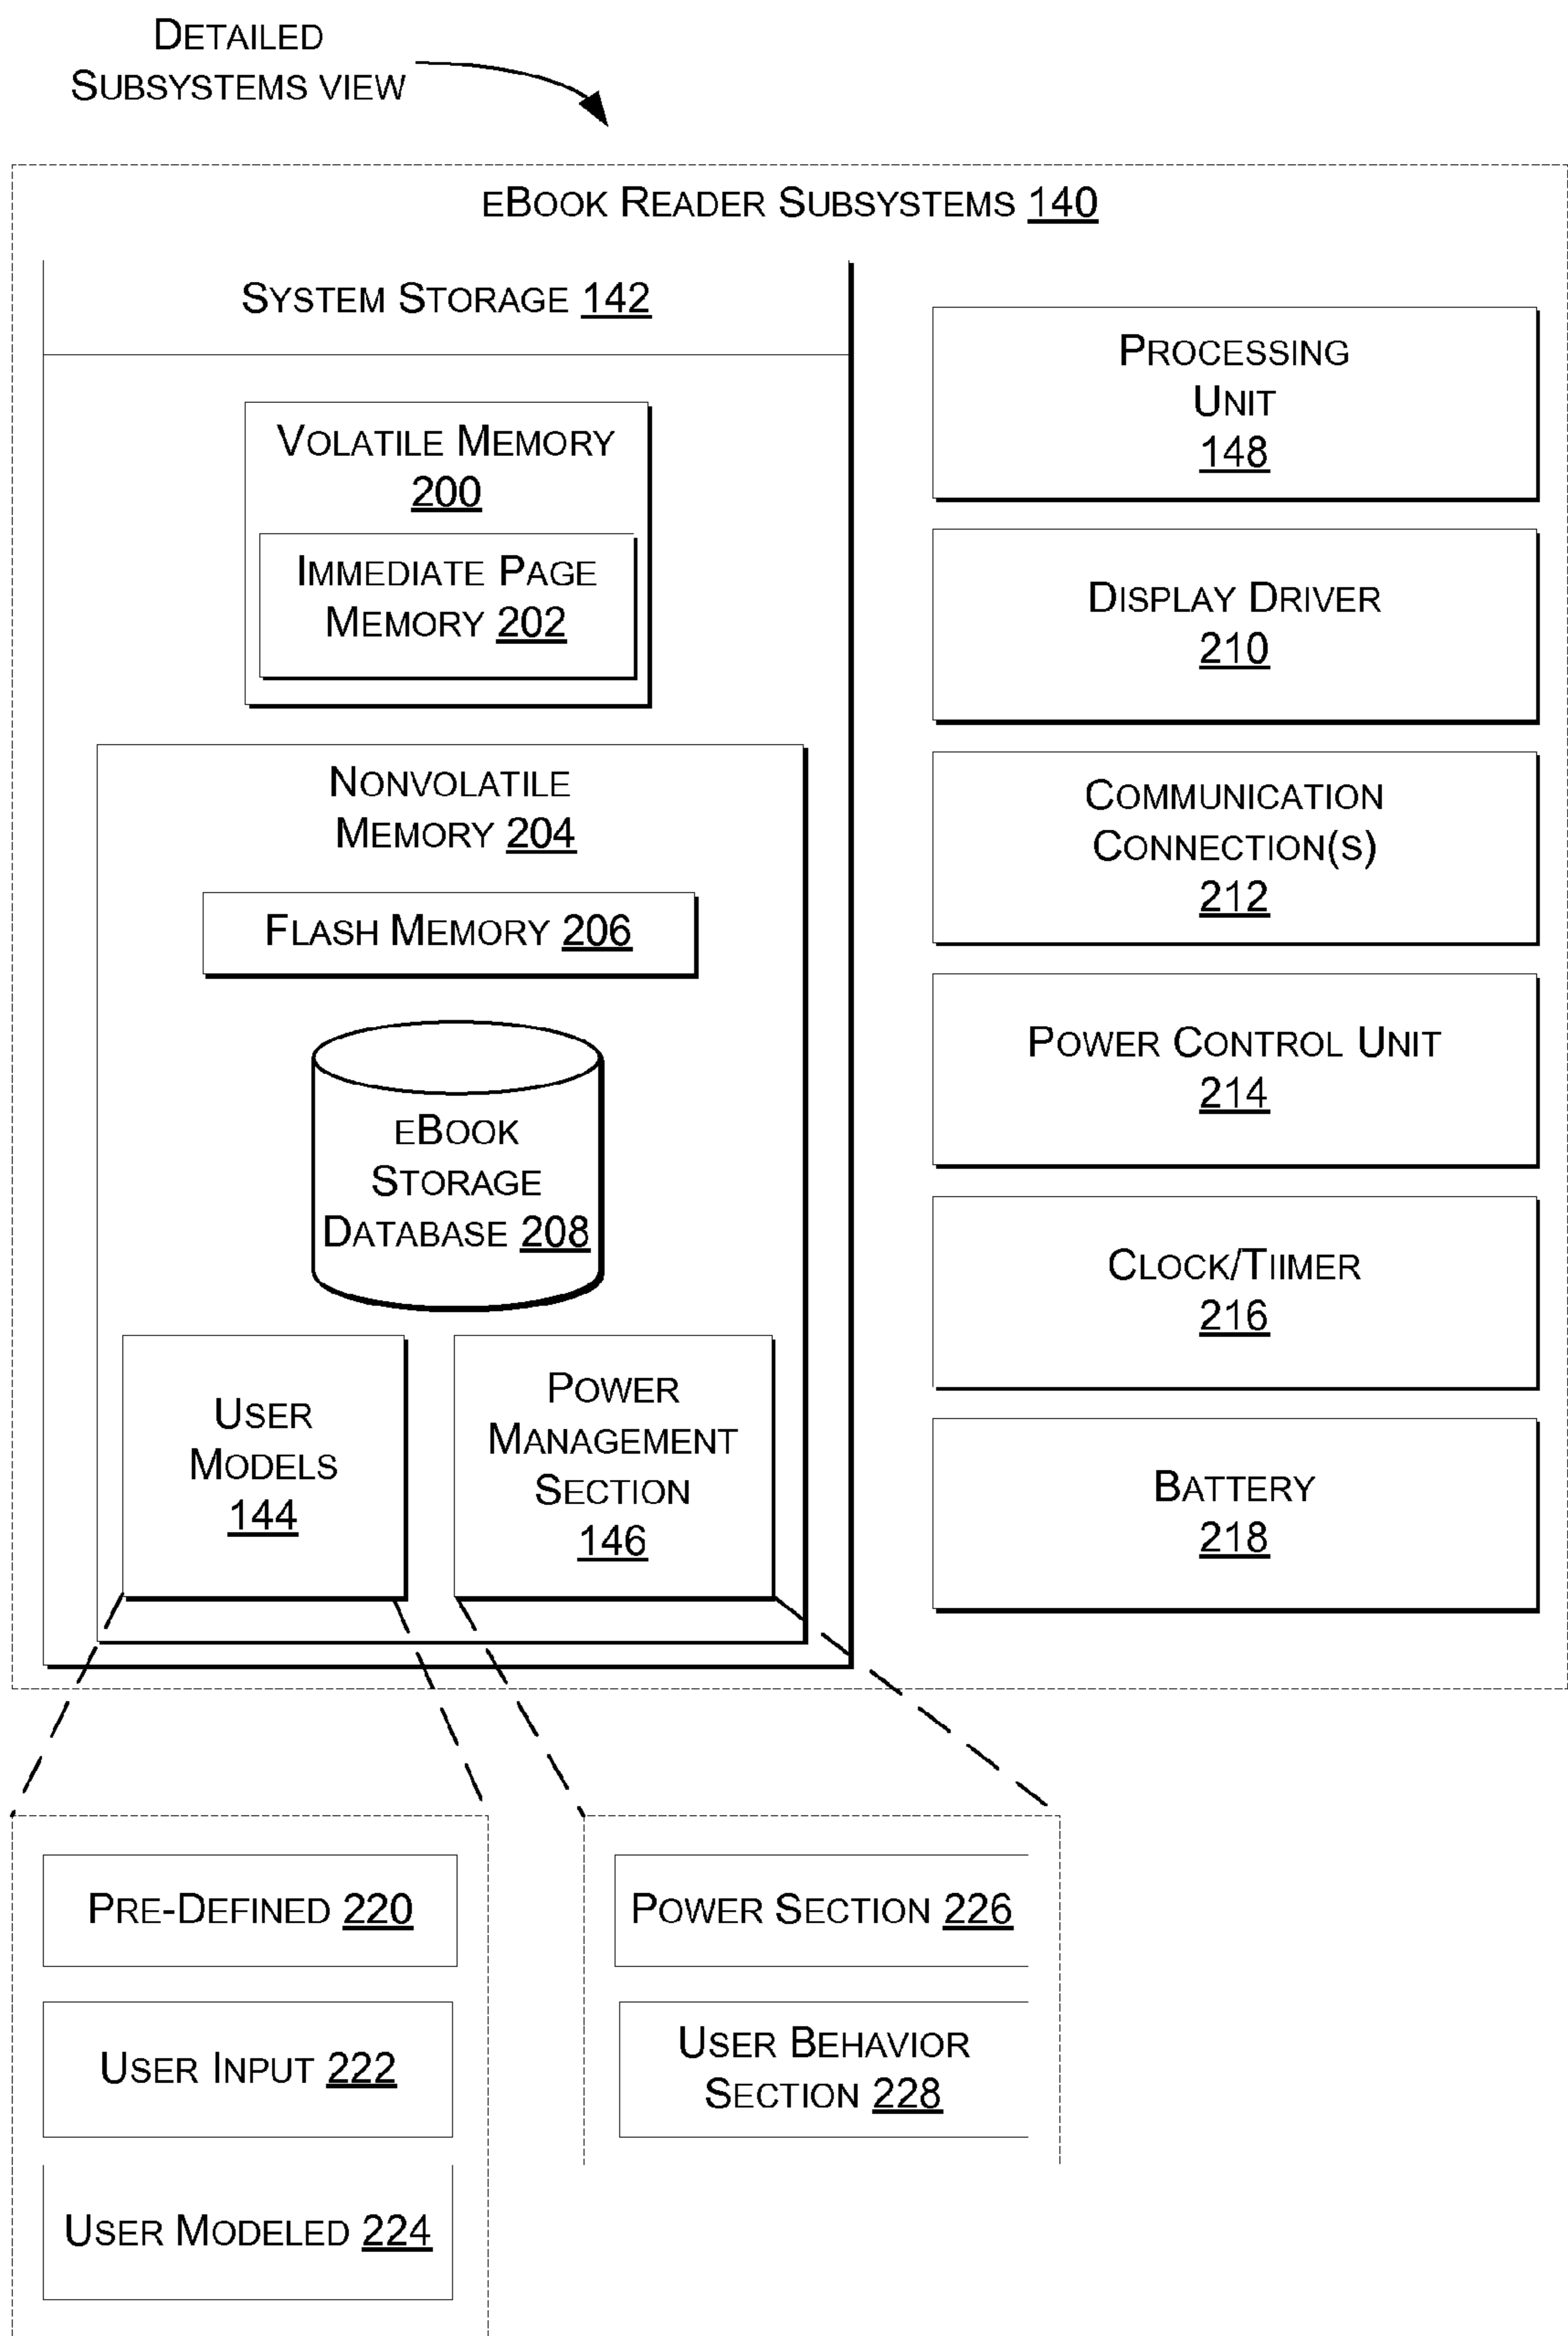 DETAILED
SUBSYSTEMS VIEW
EBOOK READER SUBSYSTEMS 140
SYSTEM STORAGE 142
VOLATILE MEMORY
200
IMMEDIATE PAGE
MEMORY 202
NONVOLATILE
MEMORY 204
FLASH MEMORY 206
EBOOK
STORAGE
DATABASE 208
USER
MODELS
144
POWER
MANAGEMENT
SECTION
146
PROCESSING
UNIT
148
DISPLAY DRIVER
210
COMMUNICATION
CONNECTION(S)
212
POWER CONTROL UNIT
214
CLOCK/TIIMER
216
BATTERY
218
PRE-DEFINED 220
USER INPUT 222
USER MODELED 224
POWER SECTION 226
USER BEHAVIOR
SECTION 228